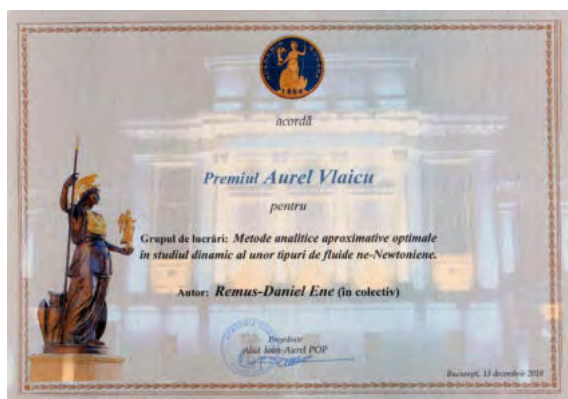 1866
acordă
Premiul Aurel Vlaicu
pentru
Grupul de lucrări: Metode analitice aproximative optimale
în studiul dinamic al unor tipuri de fluide ne-Newtoniene.
Autor: Remus-Daniel Ene (în colectiv)
Președinte
Acad. Ioan-Aurel POP
București, 13 decembrie 2018